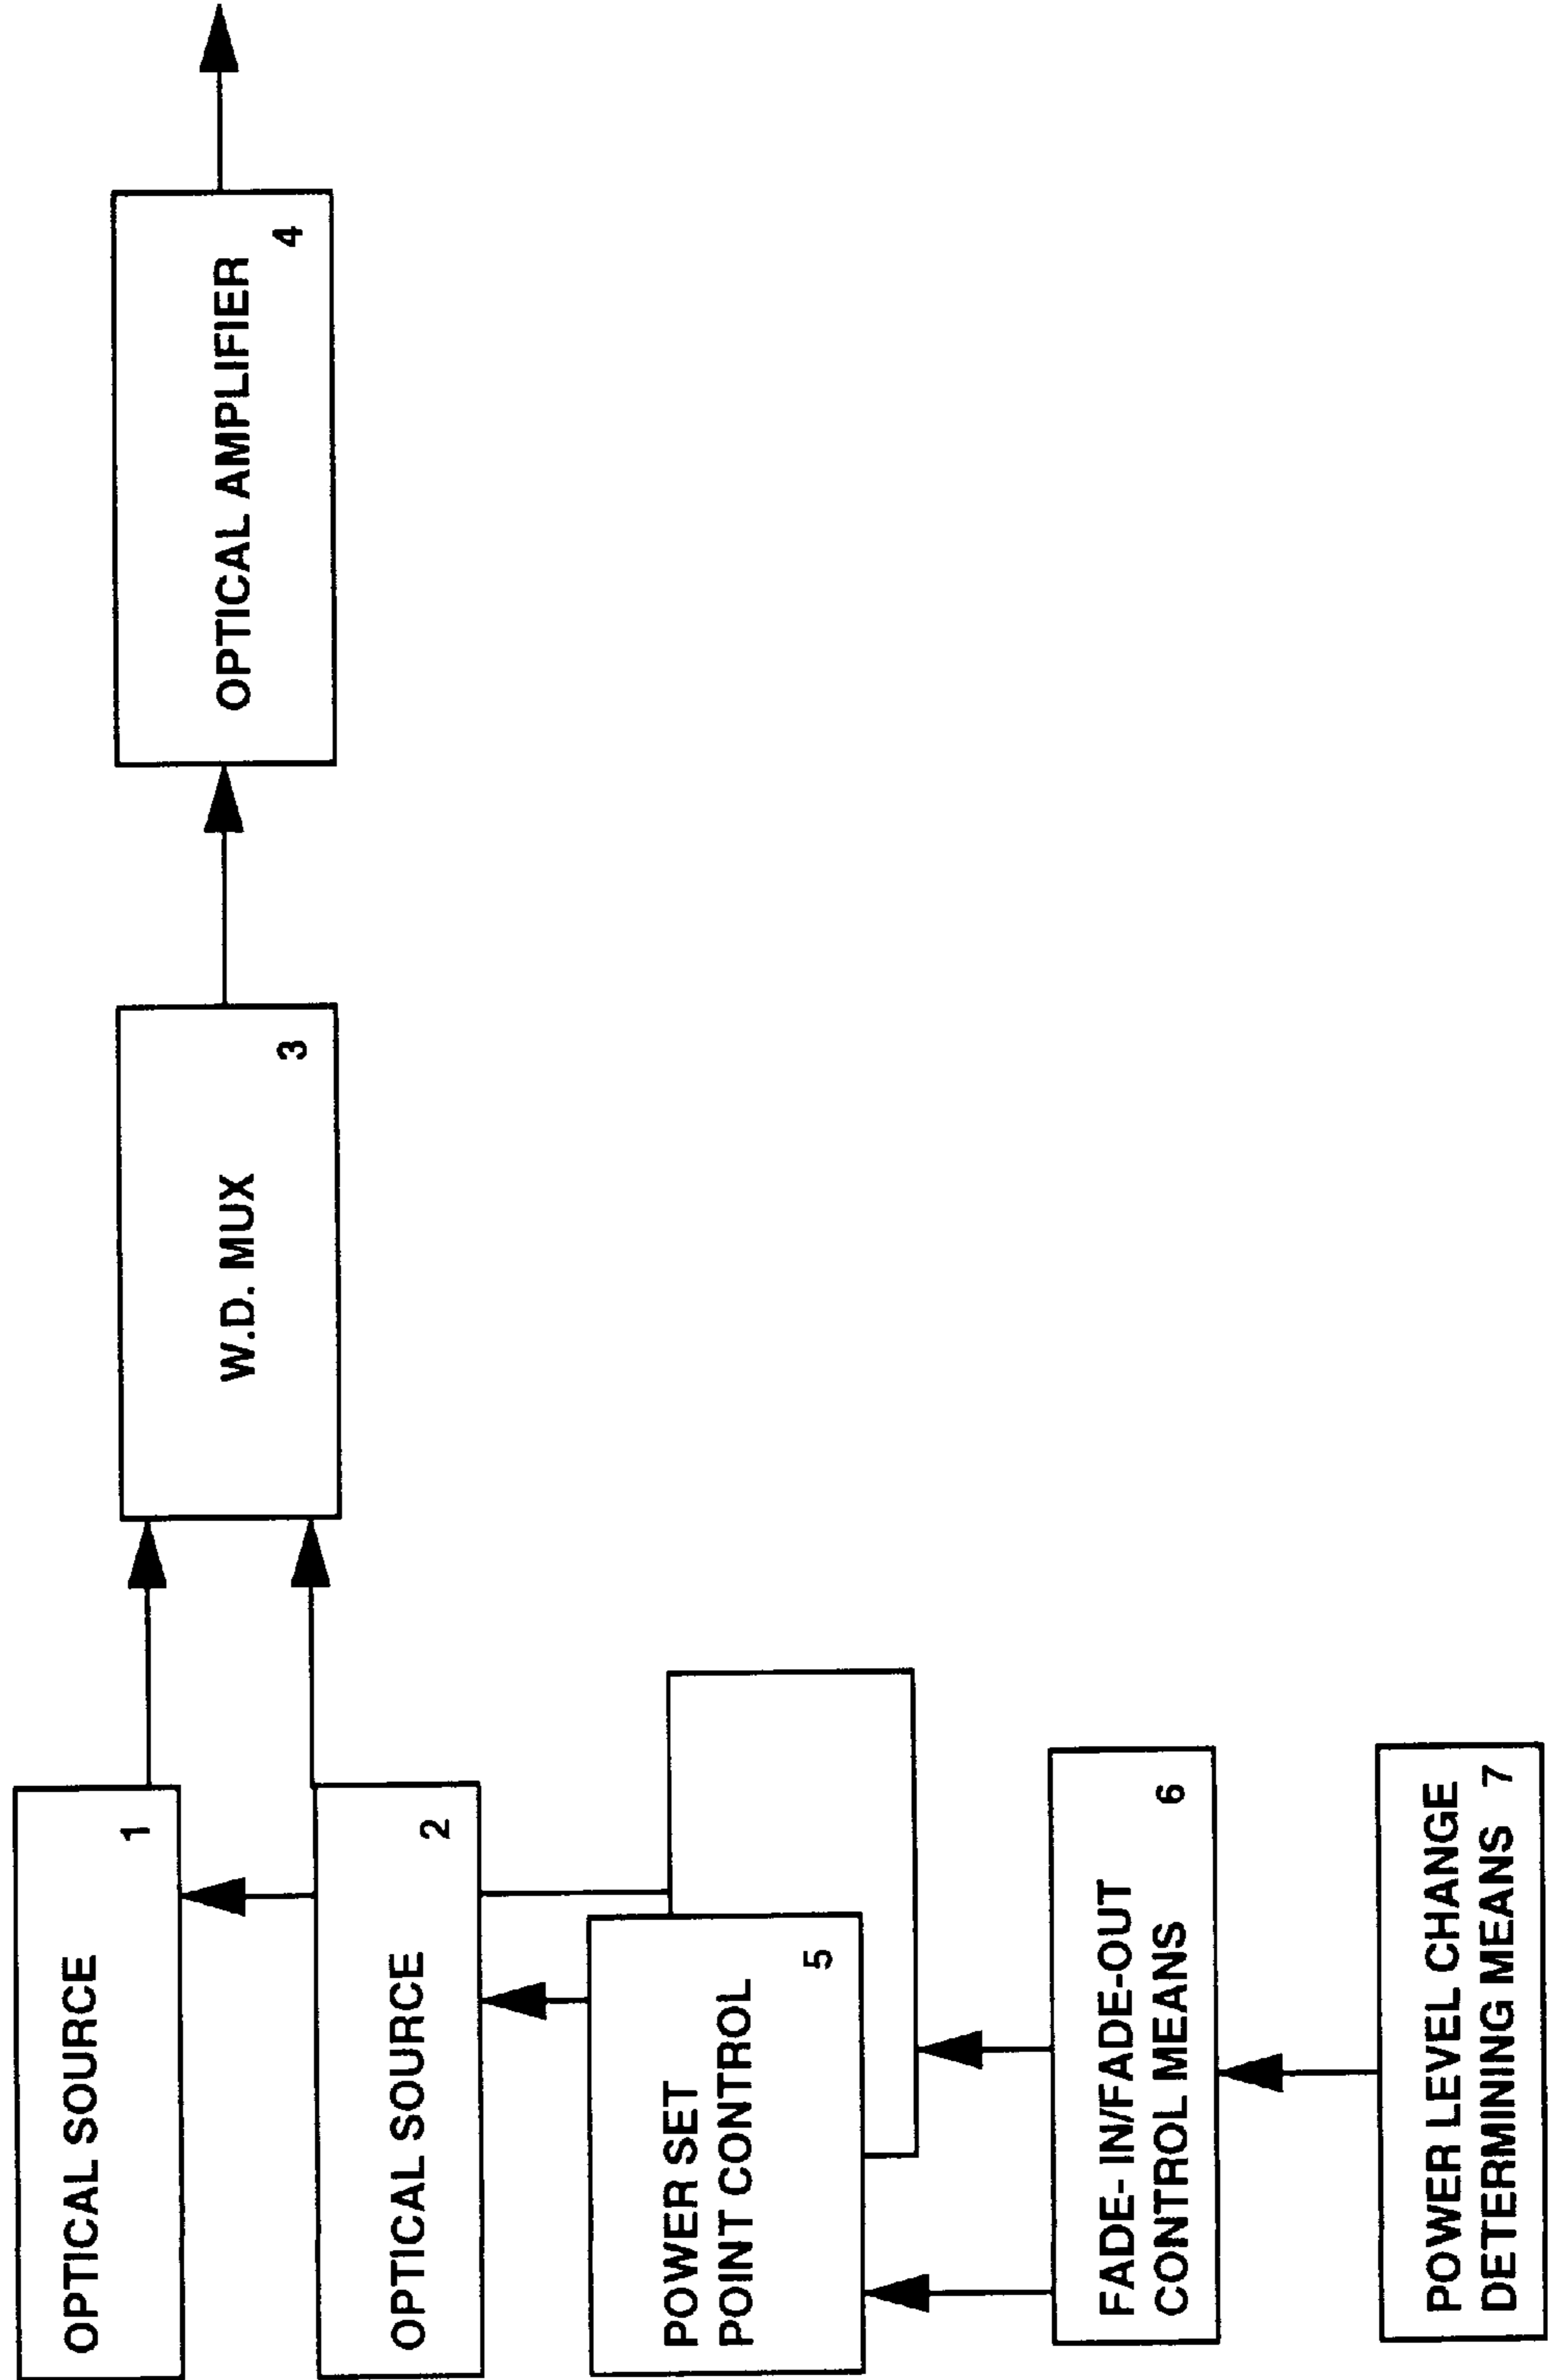 OPTICAL SOURCE
1
OPTICAL SOURCE
2
W.D. MUX
3
OPTICAL AMPLIFIER
4
POWER SET
POINT CONTROL
5
FADE- IN/FADE-OUT
CONTROL MEANS
6
POWER LEVEL CHANGE
DETERMINING MEANS 7